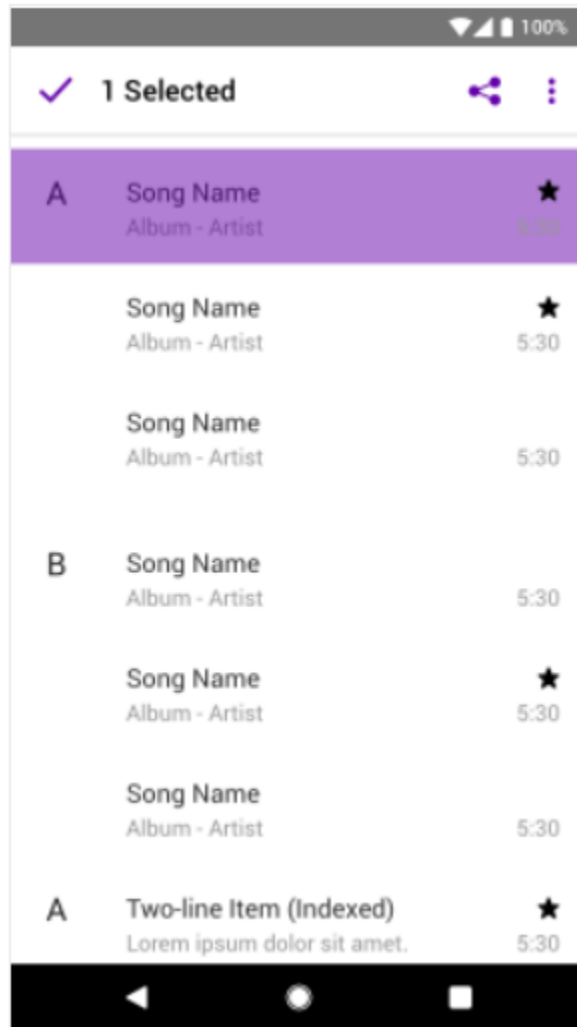 100%
1 Selected
A Song Name
Album - Artist 5:30
Song Name
Album - Artist 5:30
Song Name
Album - Artist 5:30
B Song Name
Album - Artist 5:30
Song Name
Album - Artist 5:30
Song Name
Album - Artist 5:30
A Two-line Item (Indexed)
Lorem ipsum dolor sit amet. 5:30